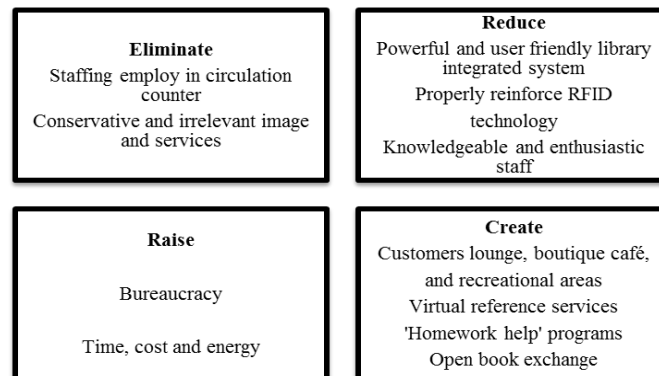 Eliminate
Staffing employ in circulation
counter
Conservative and irrelevant image
and services
Reduce
Powerful and user friendly library
integrated system
Properly reinforce RFID
technology
Knowledgeable and enthusiastic
staff
Raise
Bureaucracy
Time, cost and energy
Create
Customers lounge, boutique café,
and recreational areas
Virtual reference services
'Homework help' programs
Open book exchange